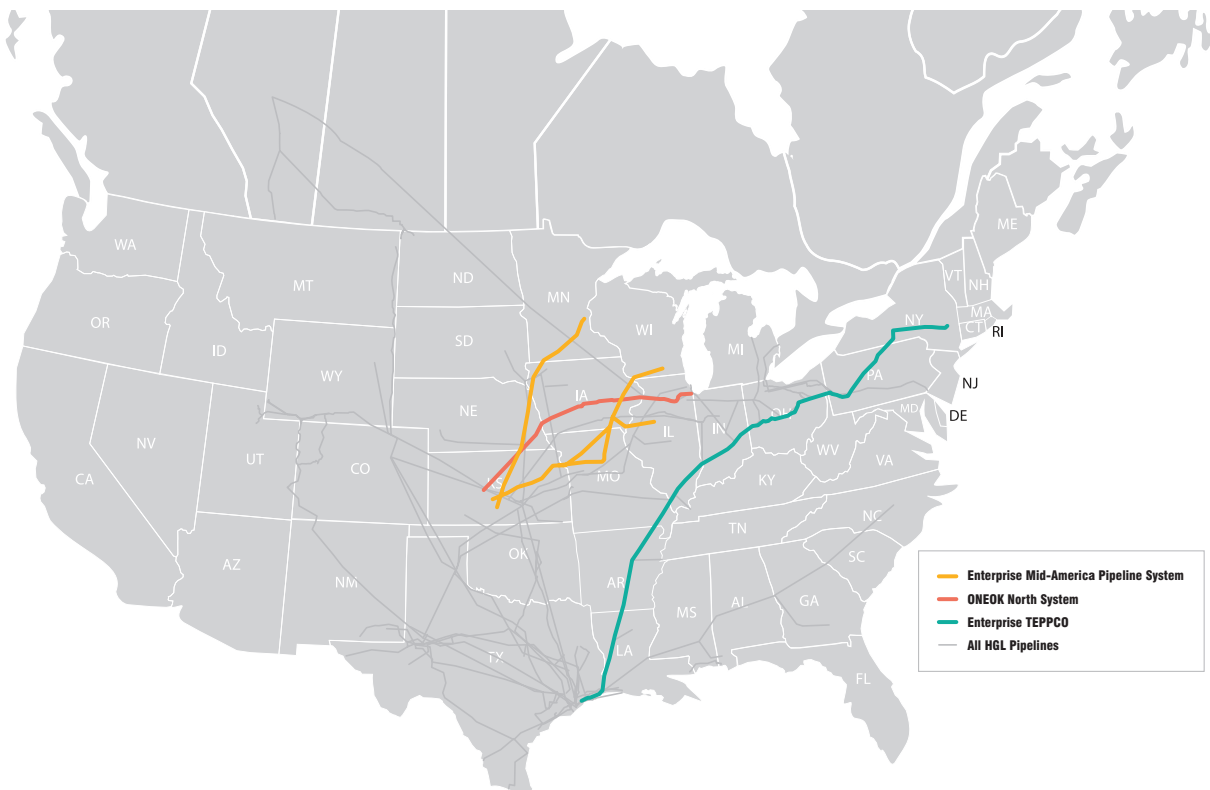 WA
MT
ND
MN
OR
ID
WY
SD
WI
MI
NY
VT
NH
ME
MA
CT
RI
NV
UT
CO
NE
IA
IL
IN
OH
PA
NJ
MD
DE
CA
AZ
NM
KS
MO
KY
WV
VA
OK
AR
TN
NC
SC
TX
LA
MS
AL
GA
FL
Enterprise Mid-America Pipeline System
ONEOK North System
Enterprise TEPPCO
All HGL Pipelines